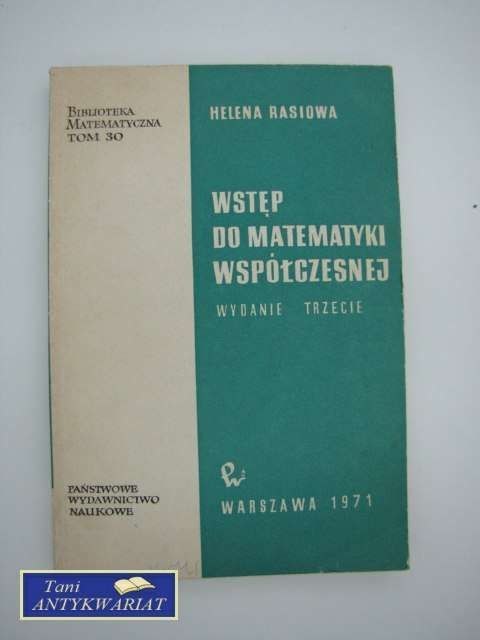 BIBLIOTEKA
MATEMATYCZNA
TOM 30
HELENA RASIOWA
WSTĘP
DO MATEMATYKI
WSPÓŁCZESNEJ
WYDANIE TRZECIE
PAŃSTWOWE
WYDAWNICTWO
NAUKOWE
WARSZAWA 1971
Tani
ANTYKWARIAT